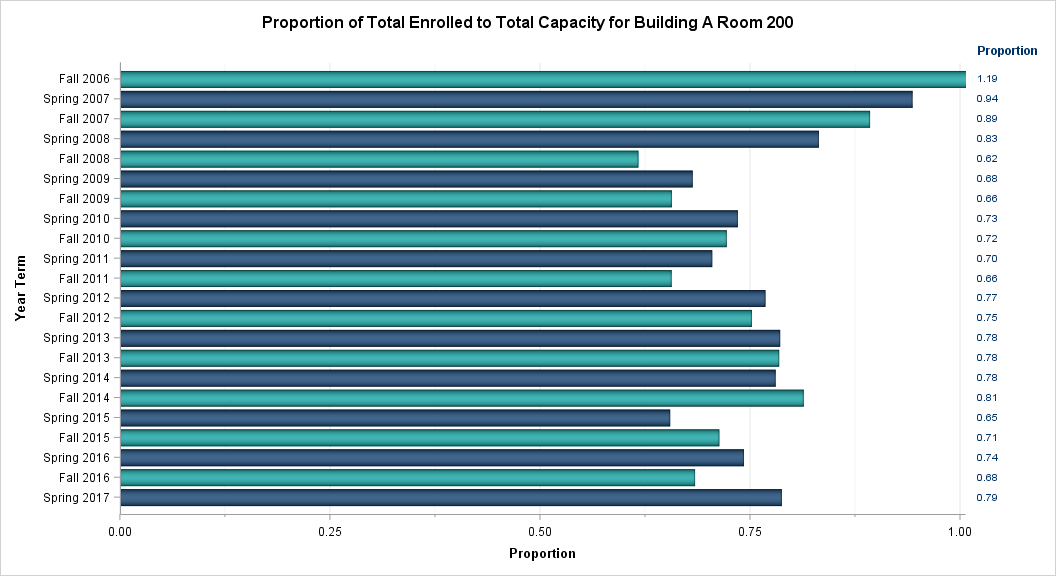 Proportion of Total Enrolled to Total Capacity for Building A Room 200
Proportion
Fall 2006 1.19
Spring 2007 0.94
Fall 2007 0.89
Spring 2008 0.83
Fall 2008 0.62
Spring 2009 0.68
Fall 2009 0.66
Spring 2010 0.73
Fall 2010 0.72
Spring 2011 0.70
Fall 2011 0.66
Spring 2012 0.77
Fall 2012 0.75
Spring 2013 0.78
Fall 2013 0.78
Spring 2014 0.78
Fall 2014 0.81
Spring 2015 0.65
Fall 2015 0.71
Spring 2016 0.74
Fall 2016 0.68
Spring 2017 0.79
Year Term
0.00 0.25 0.50 0.75 1.00
Proportion